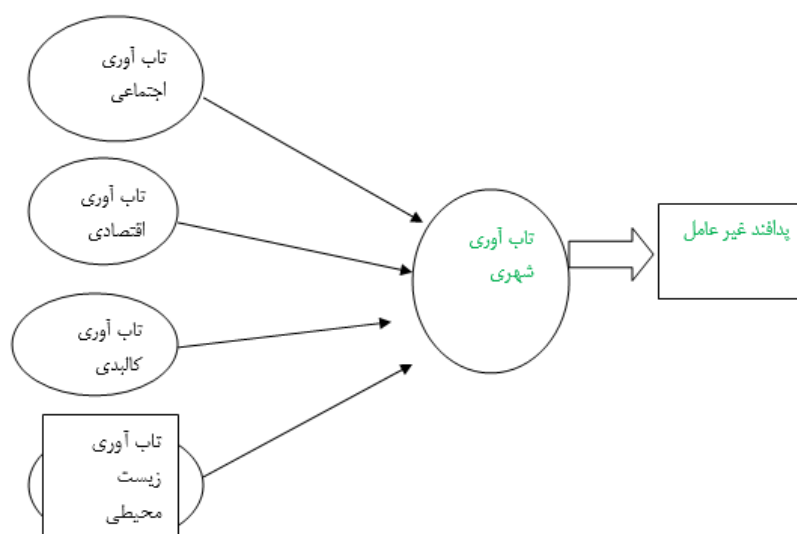 تاب آوری
اجتماعی
تاب آوری
اقتصادی
تاب آوری
کالبدی
تاب آوری
زیست
محیطی
تاب آوری
شهری
پدافند غیر عامل